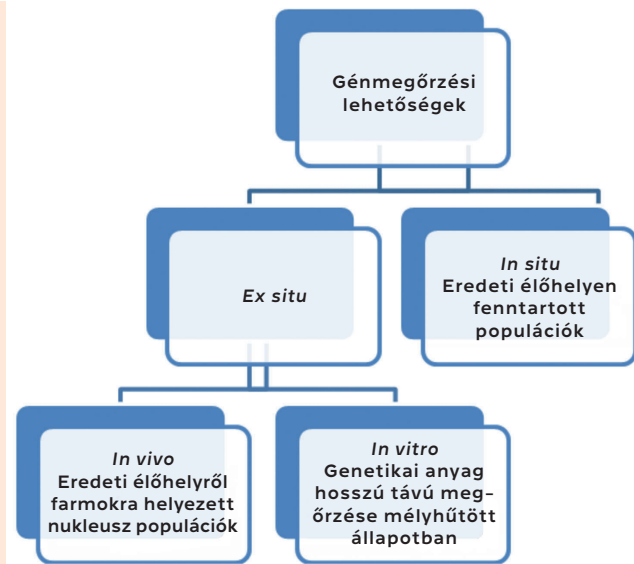 Génmegőrzési
lehetőségek
Ex situ
In situ
Eredeti élőhelyen
fenntartott
populációk
In vivo
Eredeti élőhelyről
farmokra helyezett
nukleusz populációk
In vitro
Genetikai anyag
hosszú távú meg-
őrzése mélyhűtött
állapotban